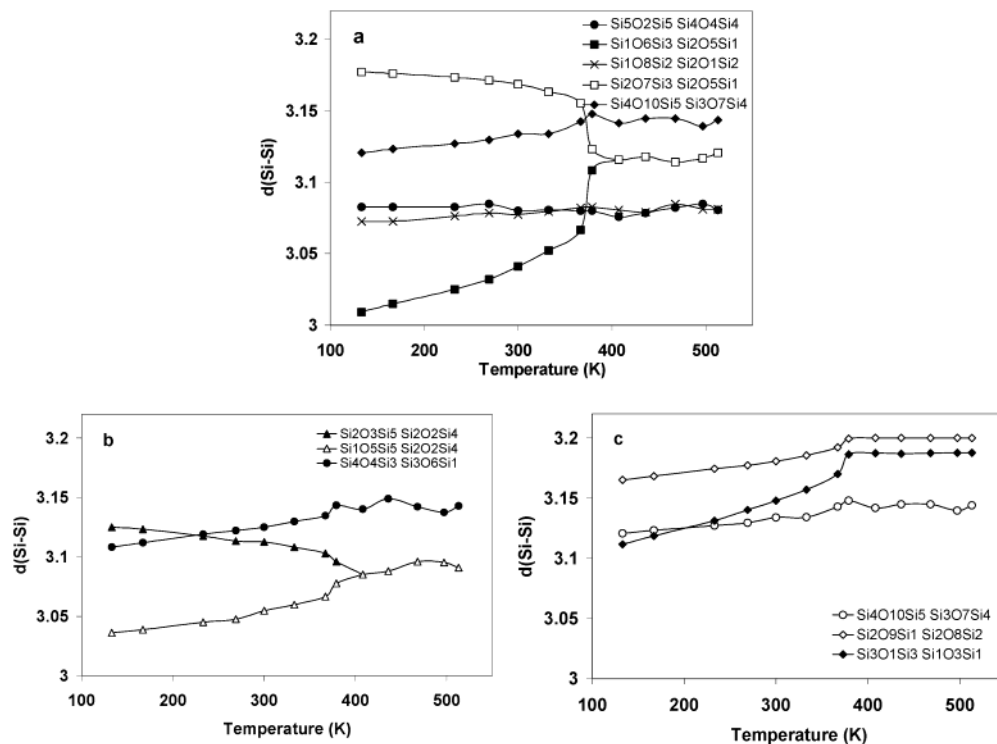 a
Si5O2Si5 Si4O4Si4
Si1O6Si3 Si2O5Si1
Si1O8Si2 Si2O1Si2
Si2O7Si3 Si2O5Si1
Si4O10Si5 Si3O7Si4
d(Si-Si)
3.2
3.15
3.1
3.05
3
100 200 300 400 500
Temperature (K)
b
Si2O3Si5 Si2O2Si4
Si1O5Si5 Si2O2Si4
Si4O4Si3 Si3O6Si1
d(Si-Si)
3.2
3.15
3.1
3.05
3
100 200 300 400 500
Temperature (K)
c
d(Si-Si)
3.2
3.15
3.1
3.05
3
Si4O10Si5 Si3O7Si4
Si2O9Si1 Si2O8Si2
Si3O1Si3 Si1O3Si1
100 200 300 400 500
Temperature (K)